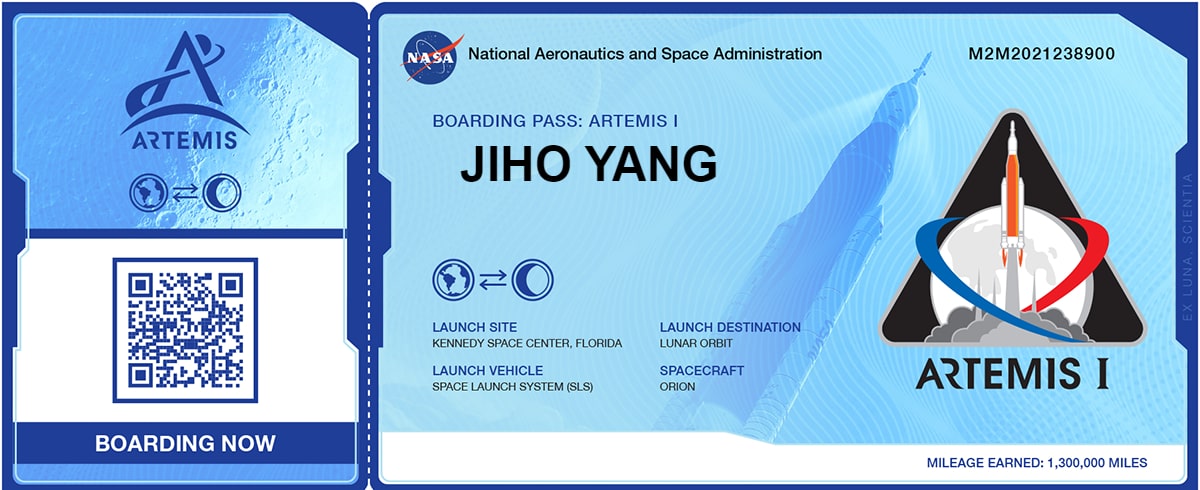 ARTEMIS
BOARDING NOW
NASA
National Aeronautics and Space Administration
M2M2021238900
BOARDING PASS: ARTEMIS I
JIHO YANG
LAUNCH SITE
KENNEDY SPACE CENTER, FLORIDA
LAUNCH DESTINATION
LUNAR ORBIT
LAUNCH VEHICLE
SPACE LAUNCH SYSTEM (SLS)
SPACECRAFT
ORION
ARTEMIS I
EX LUNA SCIENTIA
MILEAGE EARNED: 1,300,000 MILES